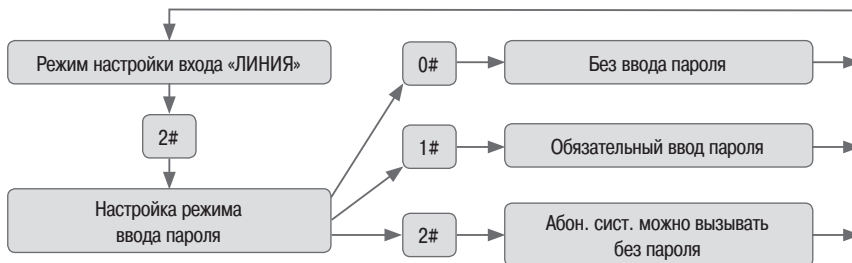 Режим настройки входа «ЛИНИЯ»
0#
Без ввода пароля
2#
1#
Обязательный ввод пароля
Настройка режима
ввода пароля
2#
Абон. сист. можно вызывать
без пароля